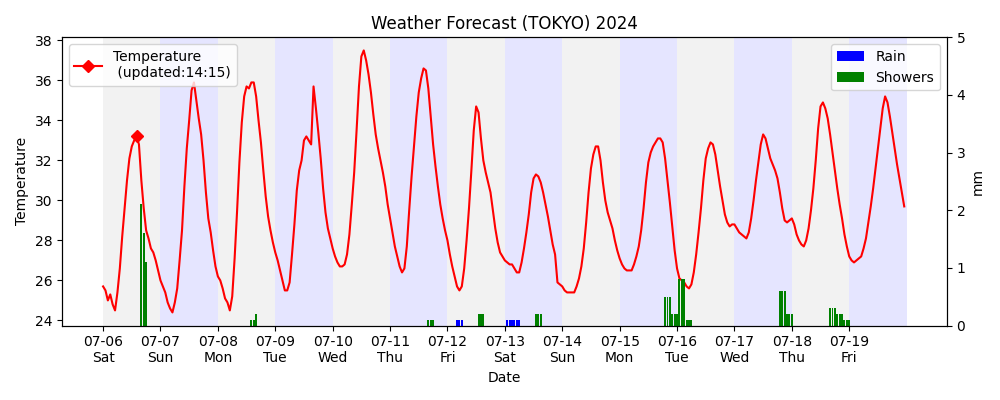 Weather Forecast (TOKYO) 2024
Temperature
(updated:14:15)
Rain
Showers
Temperature
38
36
34
32
30
28
26
24
5
4
3
2
1
0
mm
07-06 07-07 07-08 07-09 07-10 07-11 07-12 07-13 07-14 07-15 07-16 07-17 07-18 07-19
Sat Sun Mon Tue Wed Thu Fri Sat Sun Mon Tue Wed Thu Fri
Date